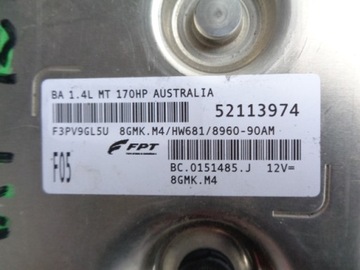 BA 1.4L MT 170HP AUSTRALIA
52113974
F3PV9GL5U 8GMK.M4/HW681/8960-90AM
F05
FPT
BC.0151485.J 12V=
8GMK.M4